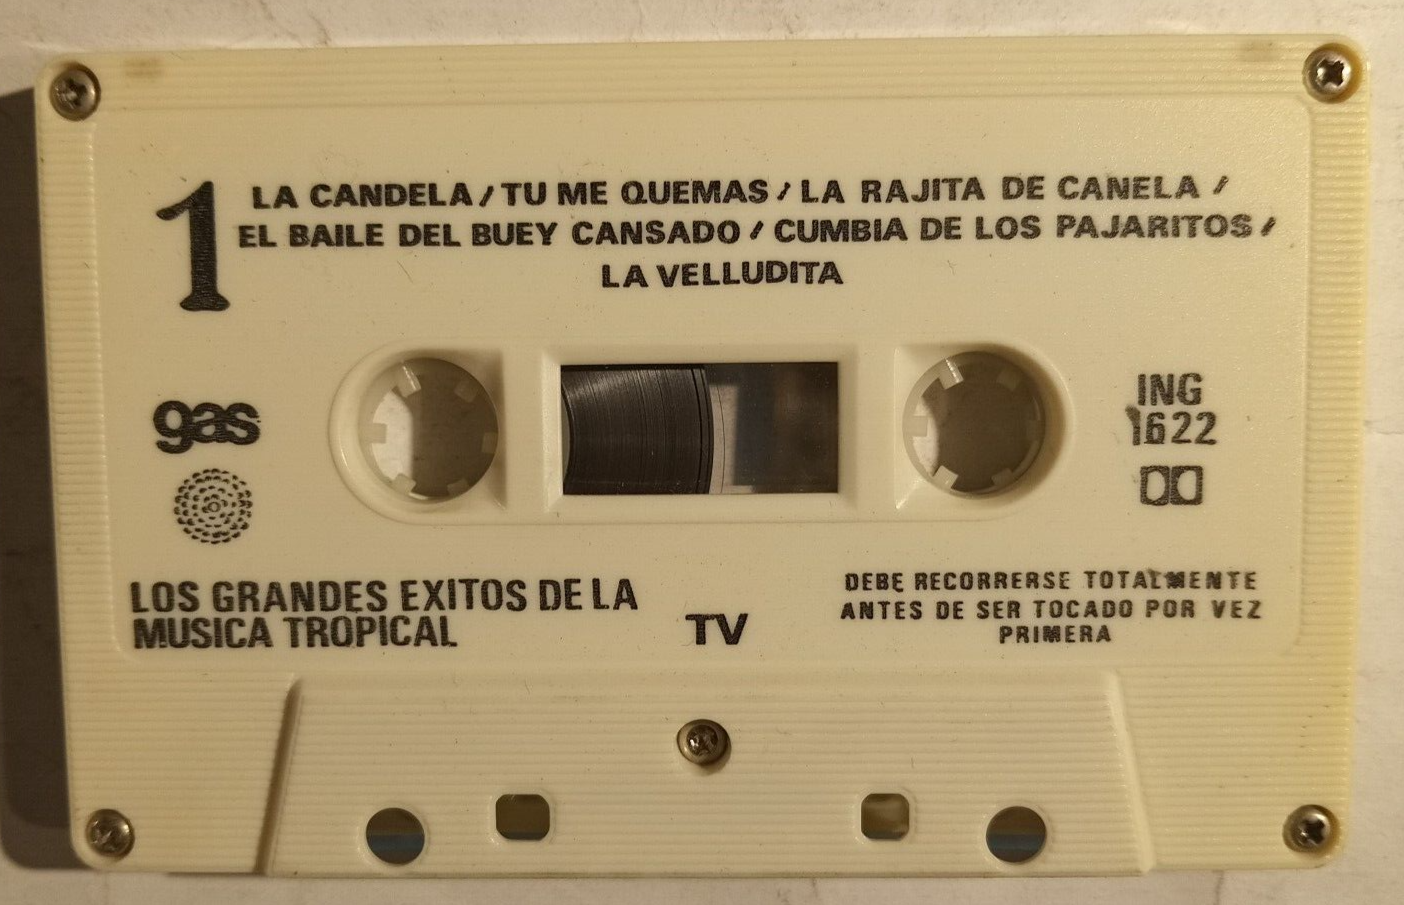 1
LA CANDELA / TU ME QUEMAS / LA RAJITA DE CANELA /
EL BAILE DEL BUEY CANSADO / CUMBIA DE LOS PAJARITOS /
LA VELLUDITA
gas
ING
1622
LOS GRANDES EXITOS DE LA
MUSICA TROPICAL
TV
DEBE RECORRERSE TOTALMENTE
ANTES DE SER TOCADO POR VEZ
PRIMERA